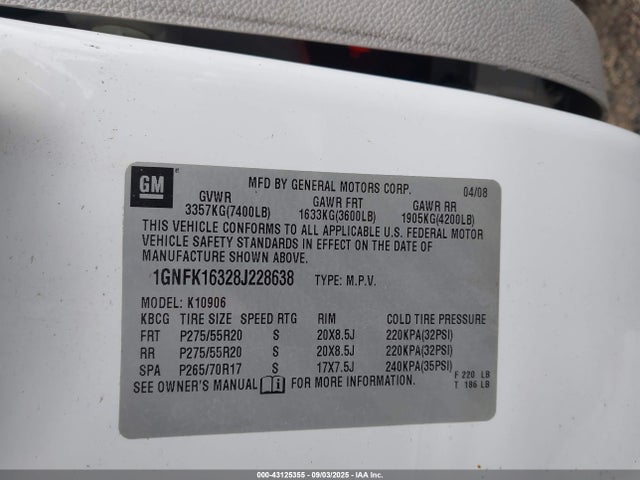 GM
MFD BY GENERAL MOTORS CORP. 04/08
GVWR GAWR FRT GAWR RR
3357KG(7400LB) 1633KG(3600LB) 1905KG(4200LB)
THIS VEHICLE CONFORMS TO ALL APPLICABLE U.S. FEDERAL MOTOR
VEHICLE SAFETY STANDARDS IN EFFECT ON THE DATE OF
MANUFACTURE SHOWN ABOVE.
1GNFK16328J228638 TYPE: M.P.V.
MODEL: K10906
KBCG TIRE SIZE SPEED RTG RIM COLD TIRE PRESSURE
FRT P275/55R20 S 20X8.5J 220KPA(32PSI)
RR P275/55R20 S 20X8.5J 220KPA(32PSI)
SPA P265/70R17 S 17X7.5J 240KPA(35PSI)
SEE OWNER'S MANUAL i FOR MORE INFORMATION.
F 220 LB
T 186 LB
000-43125355 - 09/03/2025 - IAA Inc.